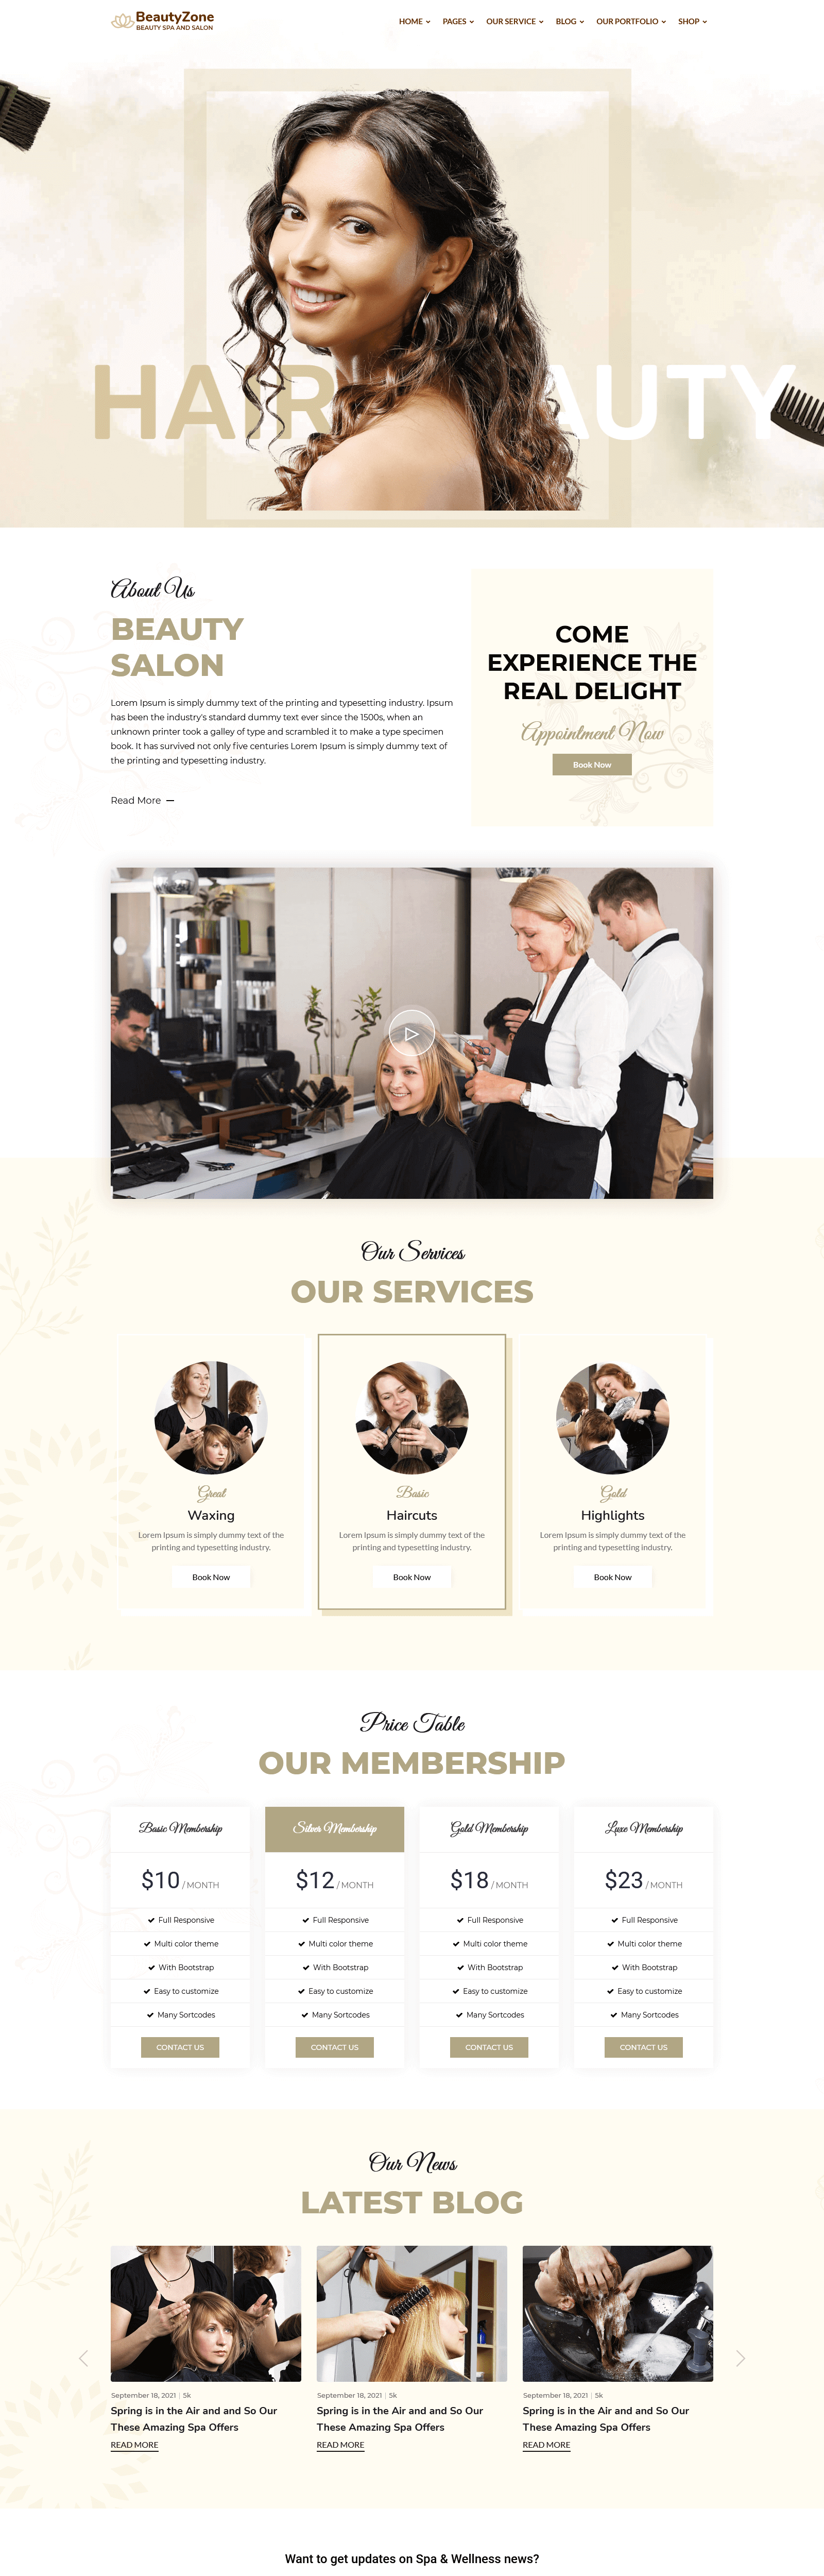 BeautyZone
BEAUTY SPA AND SALON
HOME PAGES OUR SERVICE BLOG OUR PORTFOLIO SHOP
HAIR AUTY
About Us
BEAUTY
SALON
Lorem Ipsum is simply dummy text of the printing and typesetting industry. Ipsum
has been the industry's standard dummy text ever since the 1500s, when an
unknown printer took a galley of type and scrambled it to make a type specimen
book. It has survived not only five centuries Lorem Ipsum is simply dummy text of
the printing and typesetting industry.
Read More
COME
EXPERIENCE THE
REAL DELIGHT
Appointment Now
Book Now
Our Services
OUR SERVICES
Great
Waxing
Lorem Ipsum is simply dummy text of the
printing and typesetting industry.
Book Now
Basic
Haircuts
Lorem Ipsum is simply dummy text of the
printing and typesetting industry.
Book Now
Gold
Highlights
Lorem Ipsum is simply dummy text of the
printing and typesetting industry.
Book Now
Price Table
OUR MEMBERSHIP
Basic Membership
$10 / MONTH
Full Responsive
Multi color theme
With Bootstrap
Easy to customize
Many Sortcodes
CONTACT US
Silver Membership
$12 / MONTH
Full Responsive
Multi color theme
With Bootstrap
Easy to customize
Many Sortcodes
CONTACT US
Gold Membership
$18 / MONTH
Full Responsive
Multi color theme
With Bootstrap
Easy to customize
Many Sortcodes
CONTACT US
Luxe Membership
$23 / MONTH
Full Responsive
Multi color theme
With Bootstrap
Easy to customize
Many Sortcodes
CONTACT US
Our News
LATEST BLOG
September 18, 2021 | 5k
Spring is in the Air and and So Our
These Amazing Spa Offers
READ MORE
September 18, 2021 | 5k
Spring is in the Air and and So Our
These Amazing Spa Offers
READ MORE
September 18, 2021 | 5k
Spring is in the Air and and So Our
These Amazing Spa Offers
READ MORE
Want to get updates on Spa & Wellness news?